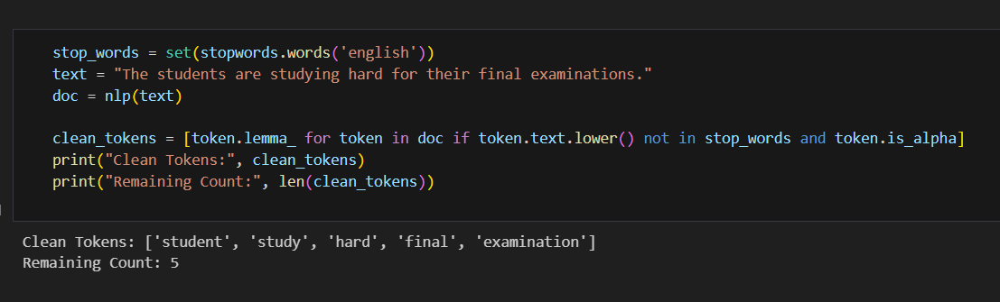 stop_words = set(stopwords.words('english'))
text = "The students are studying hard for their final examinations."
doc = nlp(text)
clean_tokens = [token.lemma_ for token in doc if token.text.lower() not in stop_words and token.is_alpha]
print("Clean Tokens:", clean_tokens)
print("Remaining Count:", len(clean_tokens))
Clean Tokens: ['student', 'study', 'hard', 'final', 'examination']
Remaining Count: 5